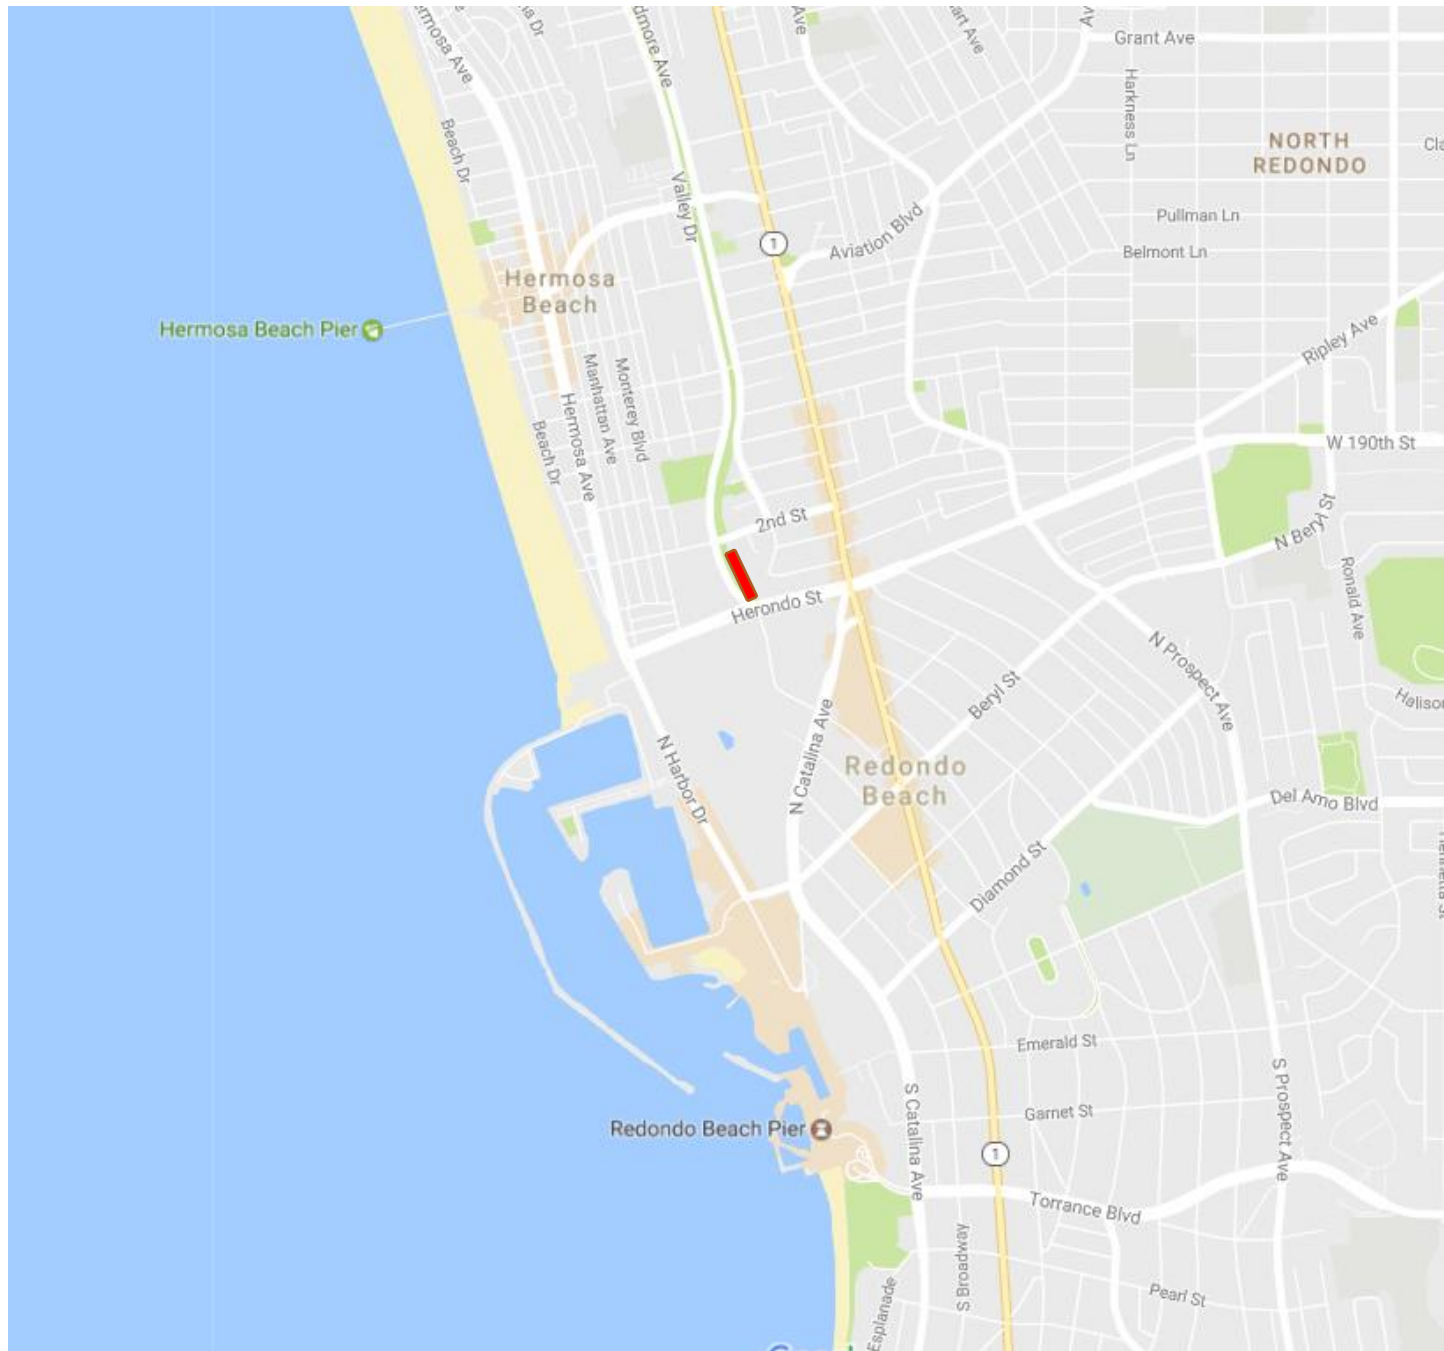 Grant Ave
Harkness Ln
NORTH
REDONDO
Beach Dr
Valley Dr
Pullman Ln
1
Aviation Blvd
Belmont Ln
Hermosa
Beach
Hermosa Beach Pier
Ripley Ave
Manhattan Ave
Monterey Blvd
Hermosa Ave
Beach Dr
W 190th St
2nd St
N Beryl St
Herondo St
Ronald Ave
N Prospect Ave
Beryl St
N Catalina Ave
N Harbor Dr
Redondo
Beach
Del Amo Blvd
Diamond St
Emerald St
S Prospect Ave
S Catalina Ave
Garnet St
Redondo Beach Pier
1
Torrance Blvd
S Broadway
Pearl St
Esplanade